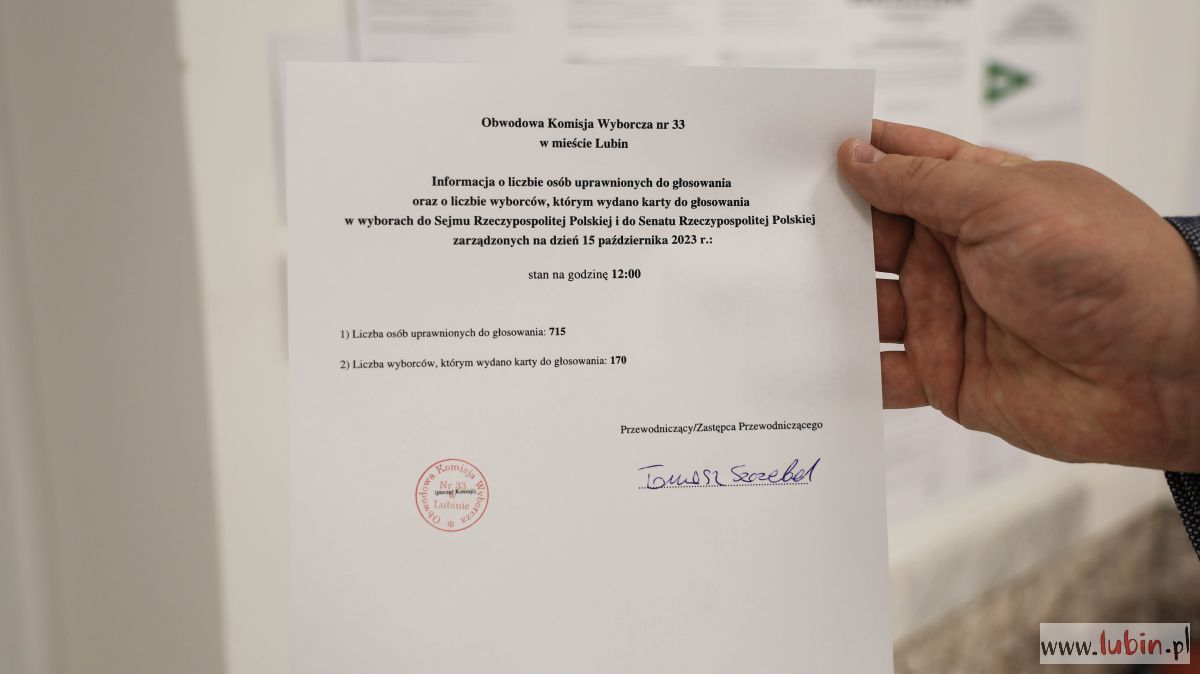 Obwodowa Komisja Wyborcza nr 33
w mieście Lubin
Informacja o liczbie osób uprawnionych do głosowania
oraz o liczbie wyborców, którym wydano karty do głosowania
w wyborach do Sejmu Rzeczypospolitej Polskiej i do Senatu Rzeczypospolitej Polskiej
zarządzonych na dzień 15 października 2023 r.:
stan na godzinę 12:00
1) Liczba osób uprawnionych do głosowania: 715
2) Liczba wyborców, którym wydano karty do głosowania: 170
Przewodniczący/Zastępca Przewodniczącego
Tomasz
Obwodowa Komisja Wyborcza
Nr 33
(pieczęć Komisji)
w
Lubinie
www.lubin.pl